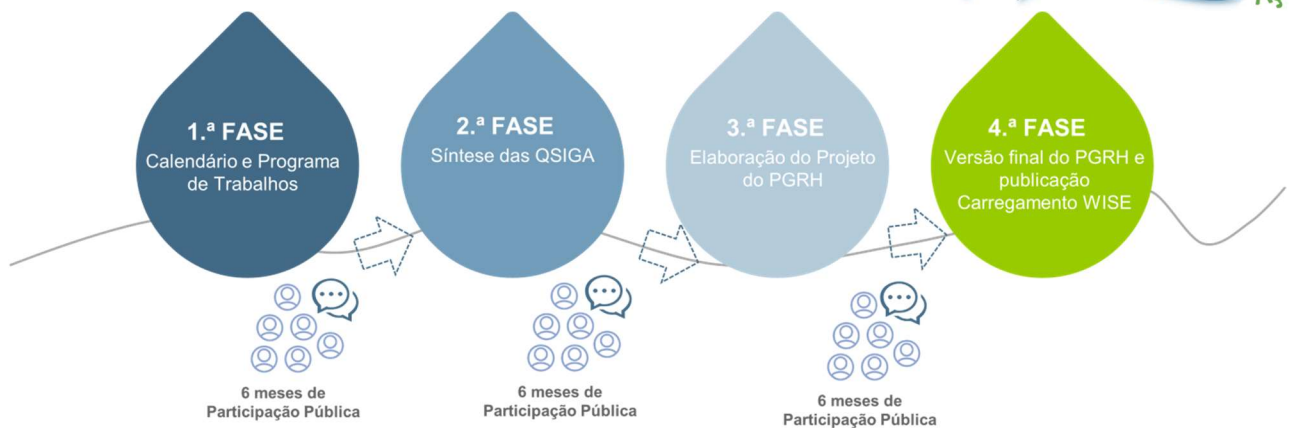 1.ª FASE
Calendário e Programa
de Trabalhos
2.ª FASE
Síntese das QSIGA
3.ª FASE
Elaboração do Projeto
do PGRH
4.ª FASE
Versão final do PGRH e
publicação
Carregamento WISE
6 meses de
Participação Pública
6 meses de
Participação Pública
6 meses de
Participação Pública